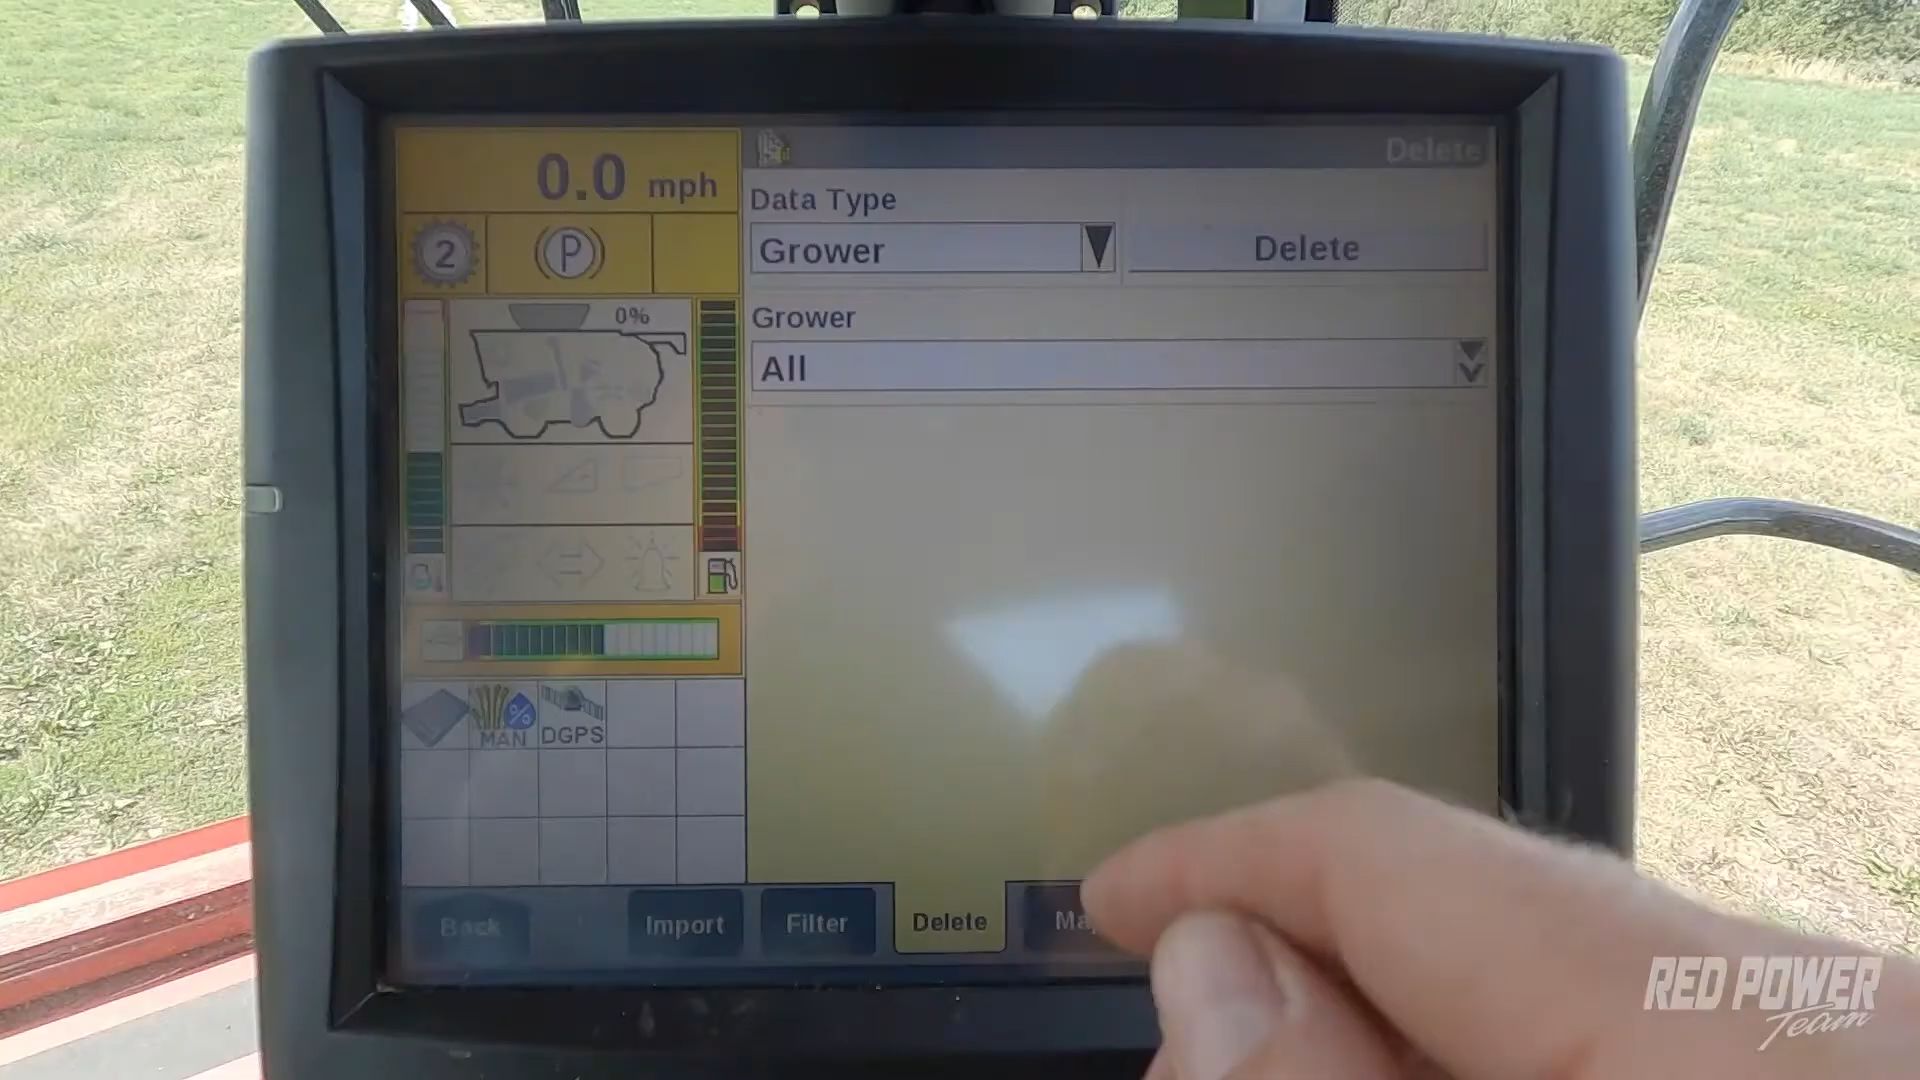 0.0 mph
2
P
0%
MAN
DGPS
Delete
Data Type
Grower
Delete
Grower
All
Back
Import
Filter
Delete
RED POWER
Team